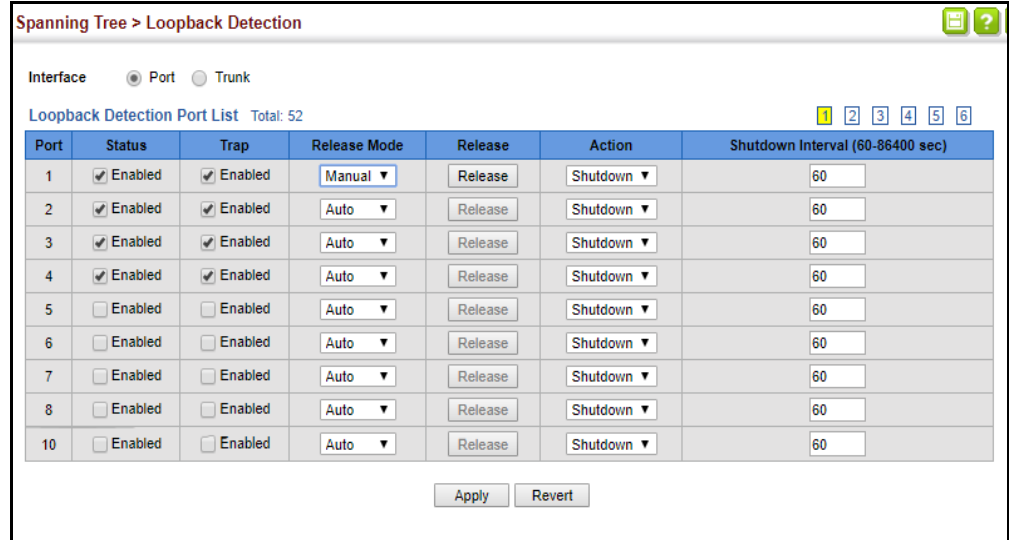 Spanning Tree > Loopback Detection
?
Interface Port Trunk
Loopback Detection Port List Total: 52 1 2 3 4 5 6
Port Status Trap Release Mode Release Action Shutdown Interval (60-86400 sec)
1 Enabled Enabled Manual Release Shutdown 60
2 Enabled Enabled Auto Release Shutdown 60
3 Enabled Enabled Auto Release Shutdown 60
4 Enabled Enabled Auto Release Shutdown 60
5 Enabled Enabled Auto Release Shutdown 60
6 Enabled Enabled Auto Release Shutdown 60
7 Enabled Enabled Auto Release Shutdown 60
8 Enabled Enabled Auto Release Shutdown 60
10 Enabled Enabled Auto Release Shutdown 60
Apply Revert